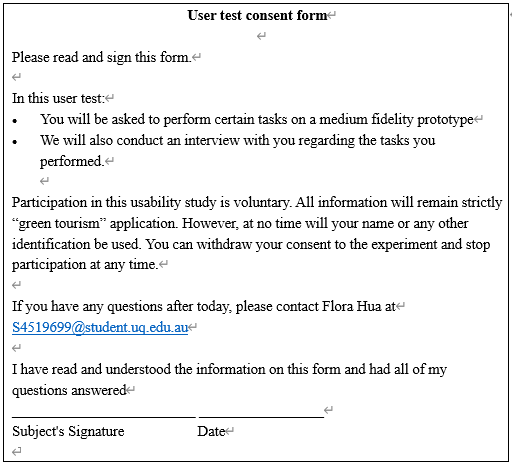 User test consent form
Please read and sign this form.
In this user test:
• You will be asked to perform certain tasks on a medium fidelity prototype
• We will also conduct an interview with you regarding the tasks you
performed.
Participation in this usability study is voluntary. All information will remain strictly
“green tourism” application. However, at no time will your name or any other
identification be used. You can withdraw your consent to the experiment and stop
participation at any time.
If you have any questions after today, please contact Flora Hua at
S4519699@student.uq.edu.au
I have read and understood the information on this form and had all of my
questions answered
Subject's Signature Date